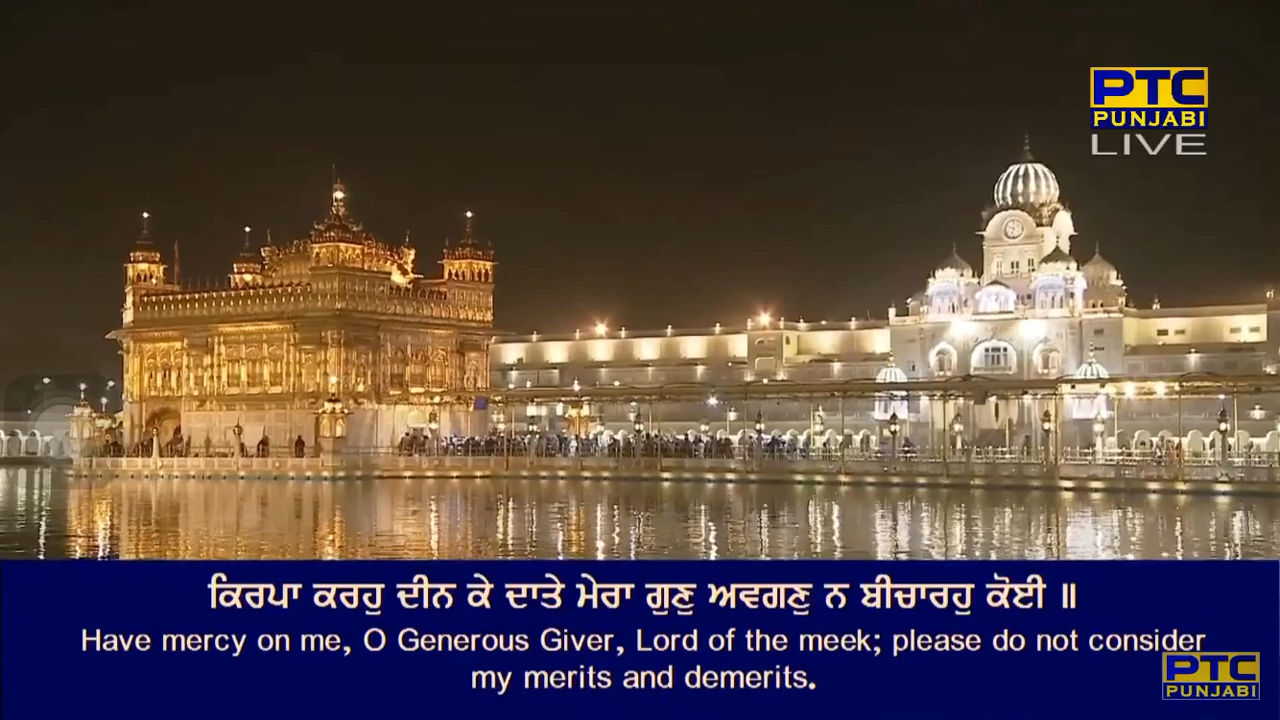 PTC
PUNJABI
LIVE
ਕਿਰਪਾ ਕਰਹੁ ਦੀਨ ਕੇ ਦਾਤੇ ਮੇਰਾ ਗੁਣੁ ਅਵਗਣੁ ਨ ਬੀਚਾਰਹੁ ਕੋਈ ॥
Have mercy on me, O Generous Giver, Lord of the meek; please do not consider
my merits and demerits.
PTC
PUNJABI